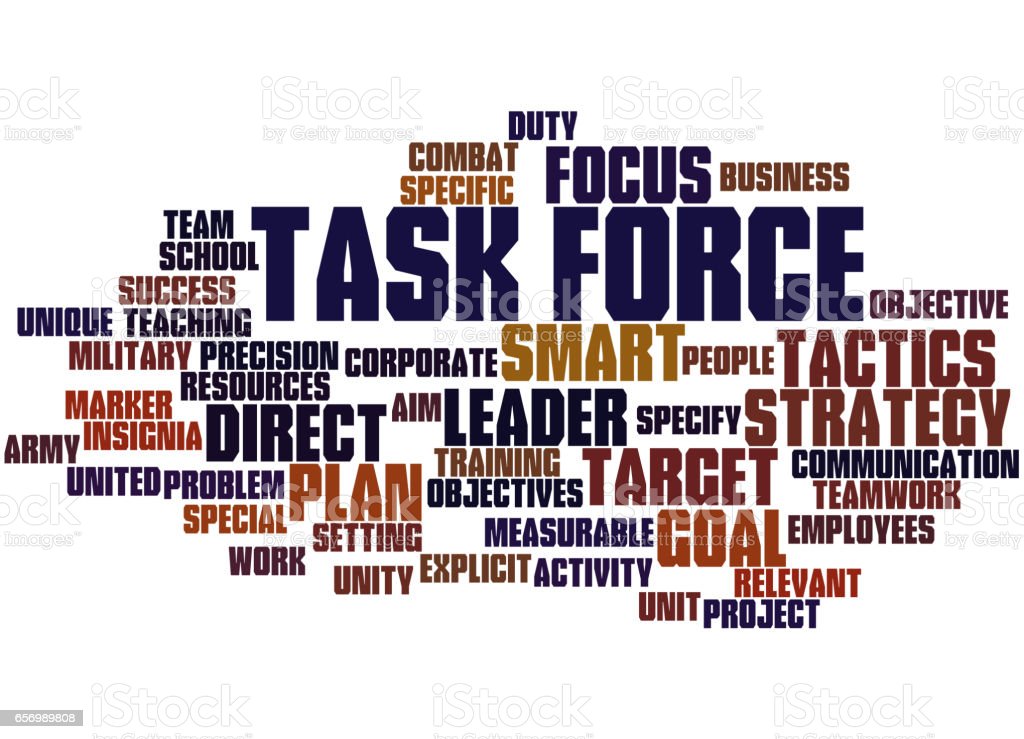 DUTY
COMBAT
FOCUS
BUSINESS
SPECIFIC
TASK FORCE
TEAM
SCHOOL
SUCCESS
OBJECTIVE
UNIQUE TEACHING
SMART
TACTICS
MILITARY PRECISION CORPORATE
PEOPLE
RESOURCES
MARKER
DIRECT
AIM
LEADER
SPECIFY
STRATEGY
ARMY
INSIGNIA
TRAINING
TARGET
COMMUNICATION
UNITED PROBLEM
PLAN
OBJECTIVES
TEAMWORK
SPECIAL
SETTING
MEASURABLE
GOAL
EMPLOYEES
WORK
UNITY
EXPLICIT
ACTIVITY
RELEVANT
UNIT
PROJECT
iStock
by Getty Images™
656989808